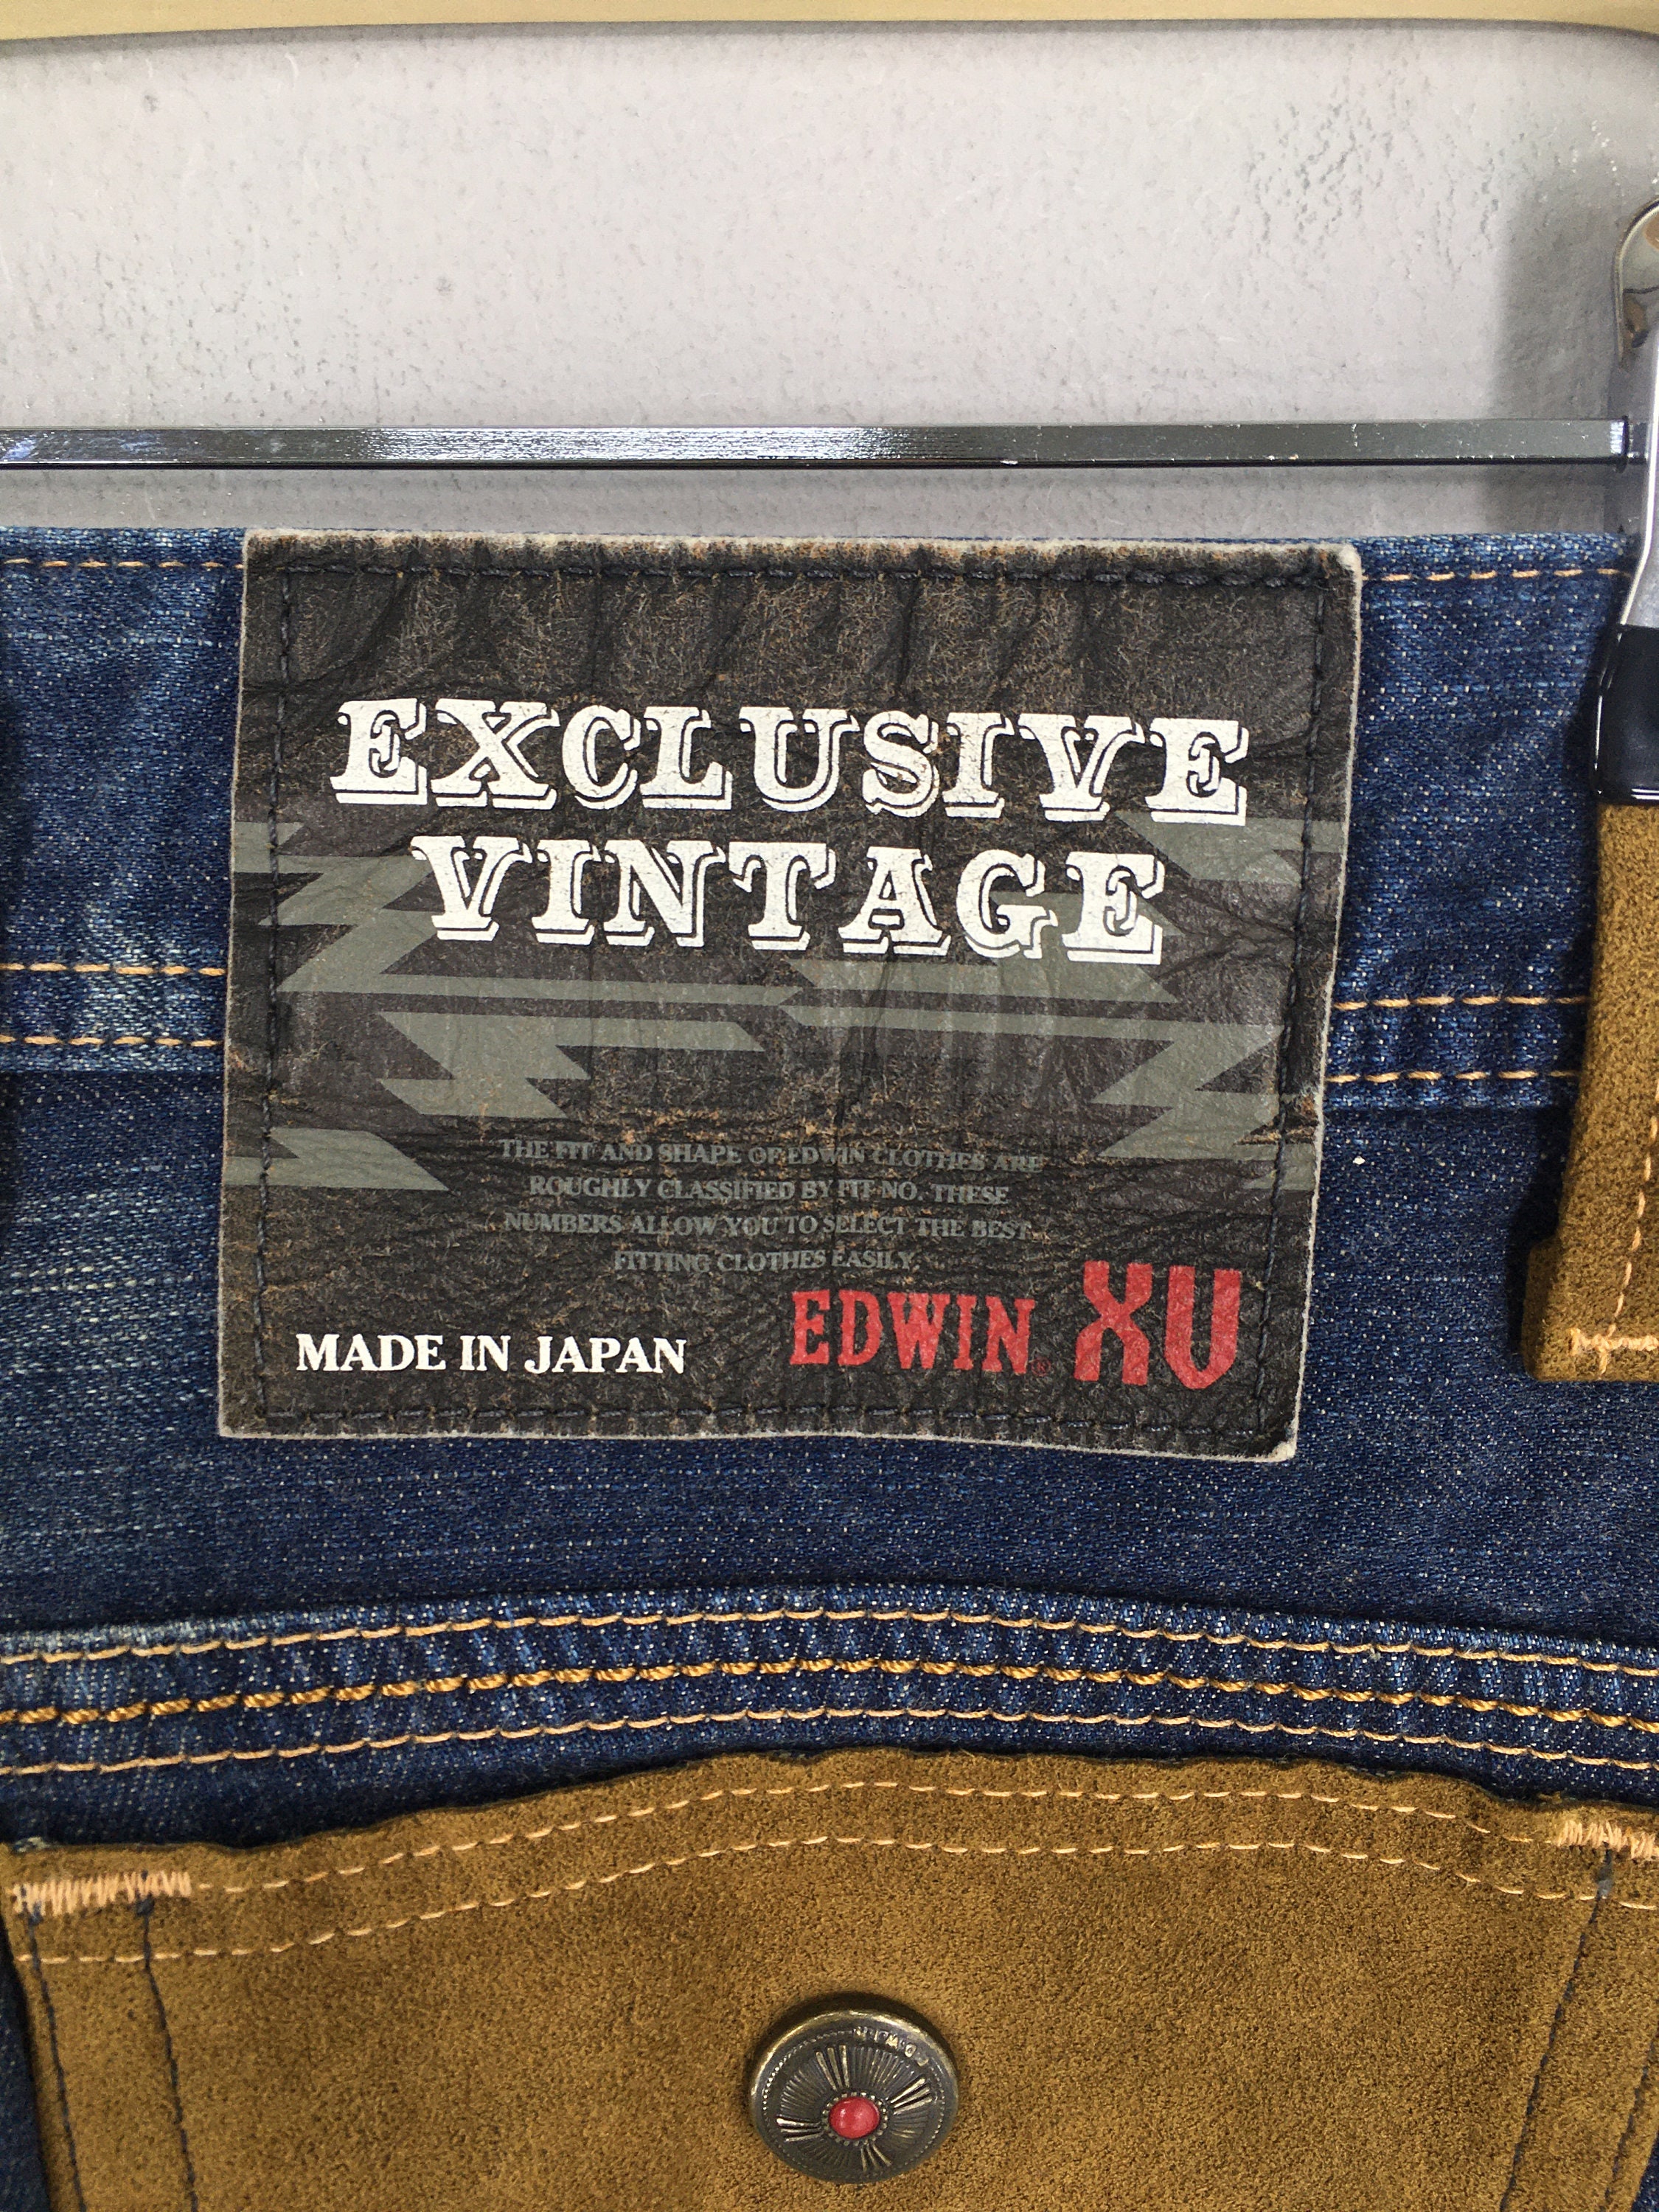 EXCLUSIVE
VINTAGE
THE FIT AND SHAPE OF EDWIN CLOTHES ARE
ROUGHLY CLASSIFIED BY FIT NO. THESE
NUMBERS ALLOW YOU TO SELECT THE BEST
FITTING CLOTHES EASILY.
MADE IN JAPAN
EDWIN® XV